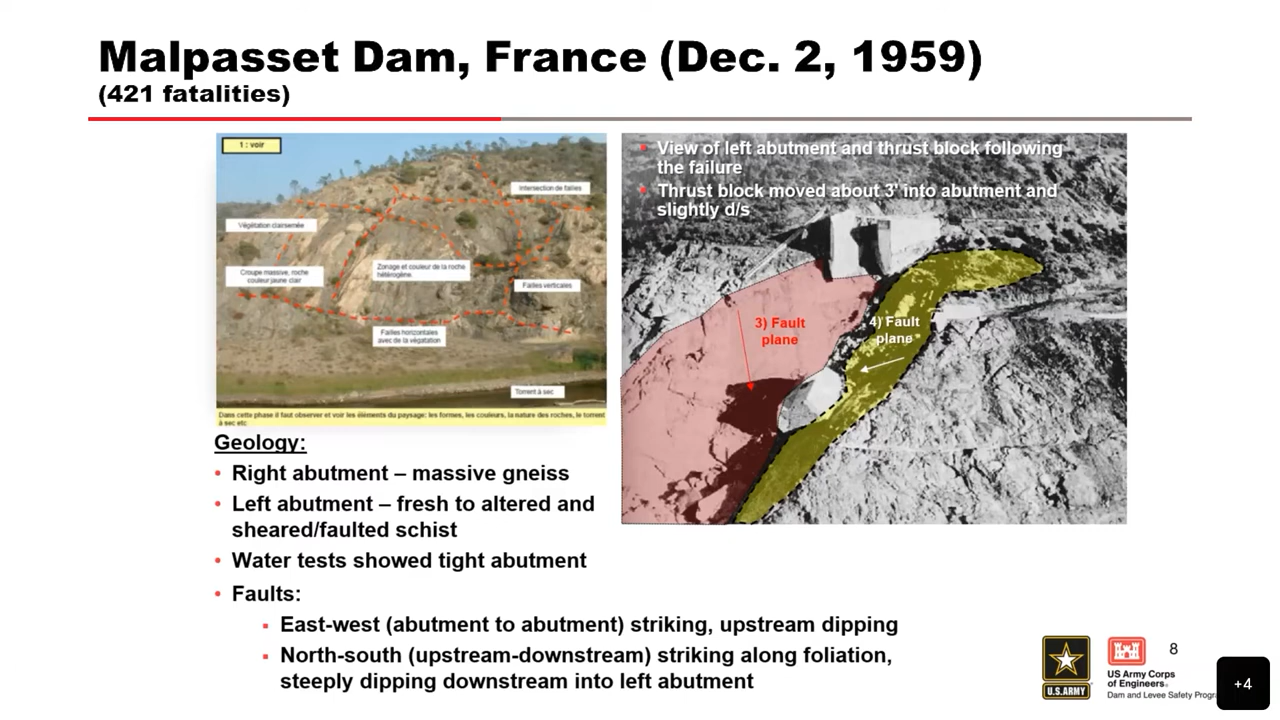 Malpasset Dam, France (Dec. 2, 1959)
(421 fatalities)
1 : voir
Intersection de failles
Végétation clairsemée
Croupe massive, roche
couleur jaune clair
Zonage et couleur de la roche
hétérogène.
Failles verticales
Failles horizontales
avec de la végatation
Torrent à sec
Dans cette phase il faut observer et voir les éléments du paysage: les formes, les couleurs, la nature des roches, le torrent
à sec etc
• View of left abutment and thrust block following
the failure
• Thrust block moved about 3' into abutment and
slightly d/s
3) Fault
plane
4) Fault
plane
Geology:
• Right abutment – massive gneiss
• Left abutment – fresh to altered and
sheared/faulted schist
• Water tests showed tight abutment
• Faults:
▪ East-west (abutment to abutment) striking, upstream dipping
▪ North-south (upstream-downstream) striking along foliation,
steeply dipping downstream into left abutment
U.S.ARMY
US Army Corps
of Engineers®
Dam and Levee Safety Progra
8
+4